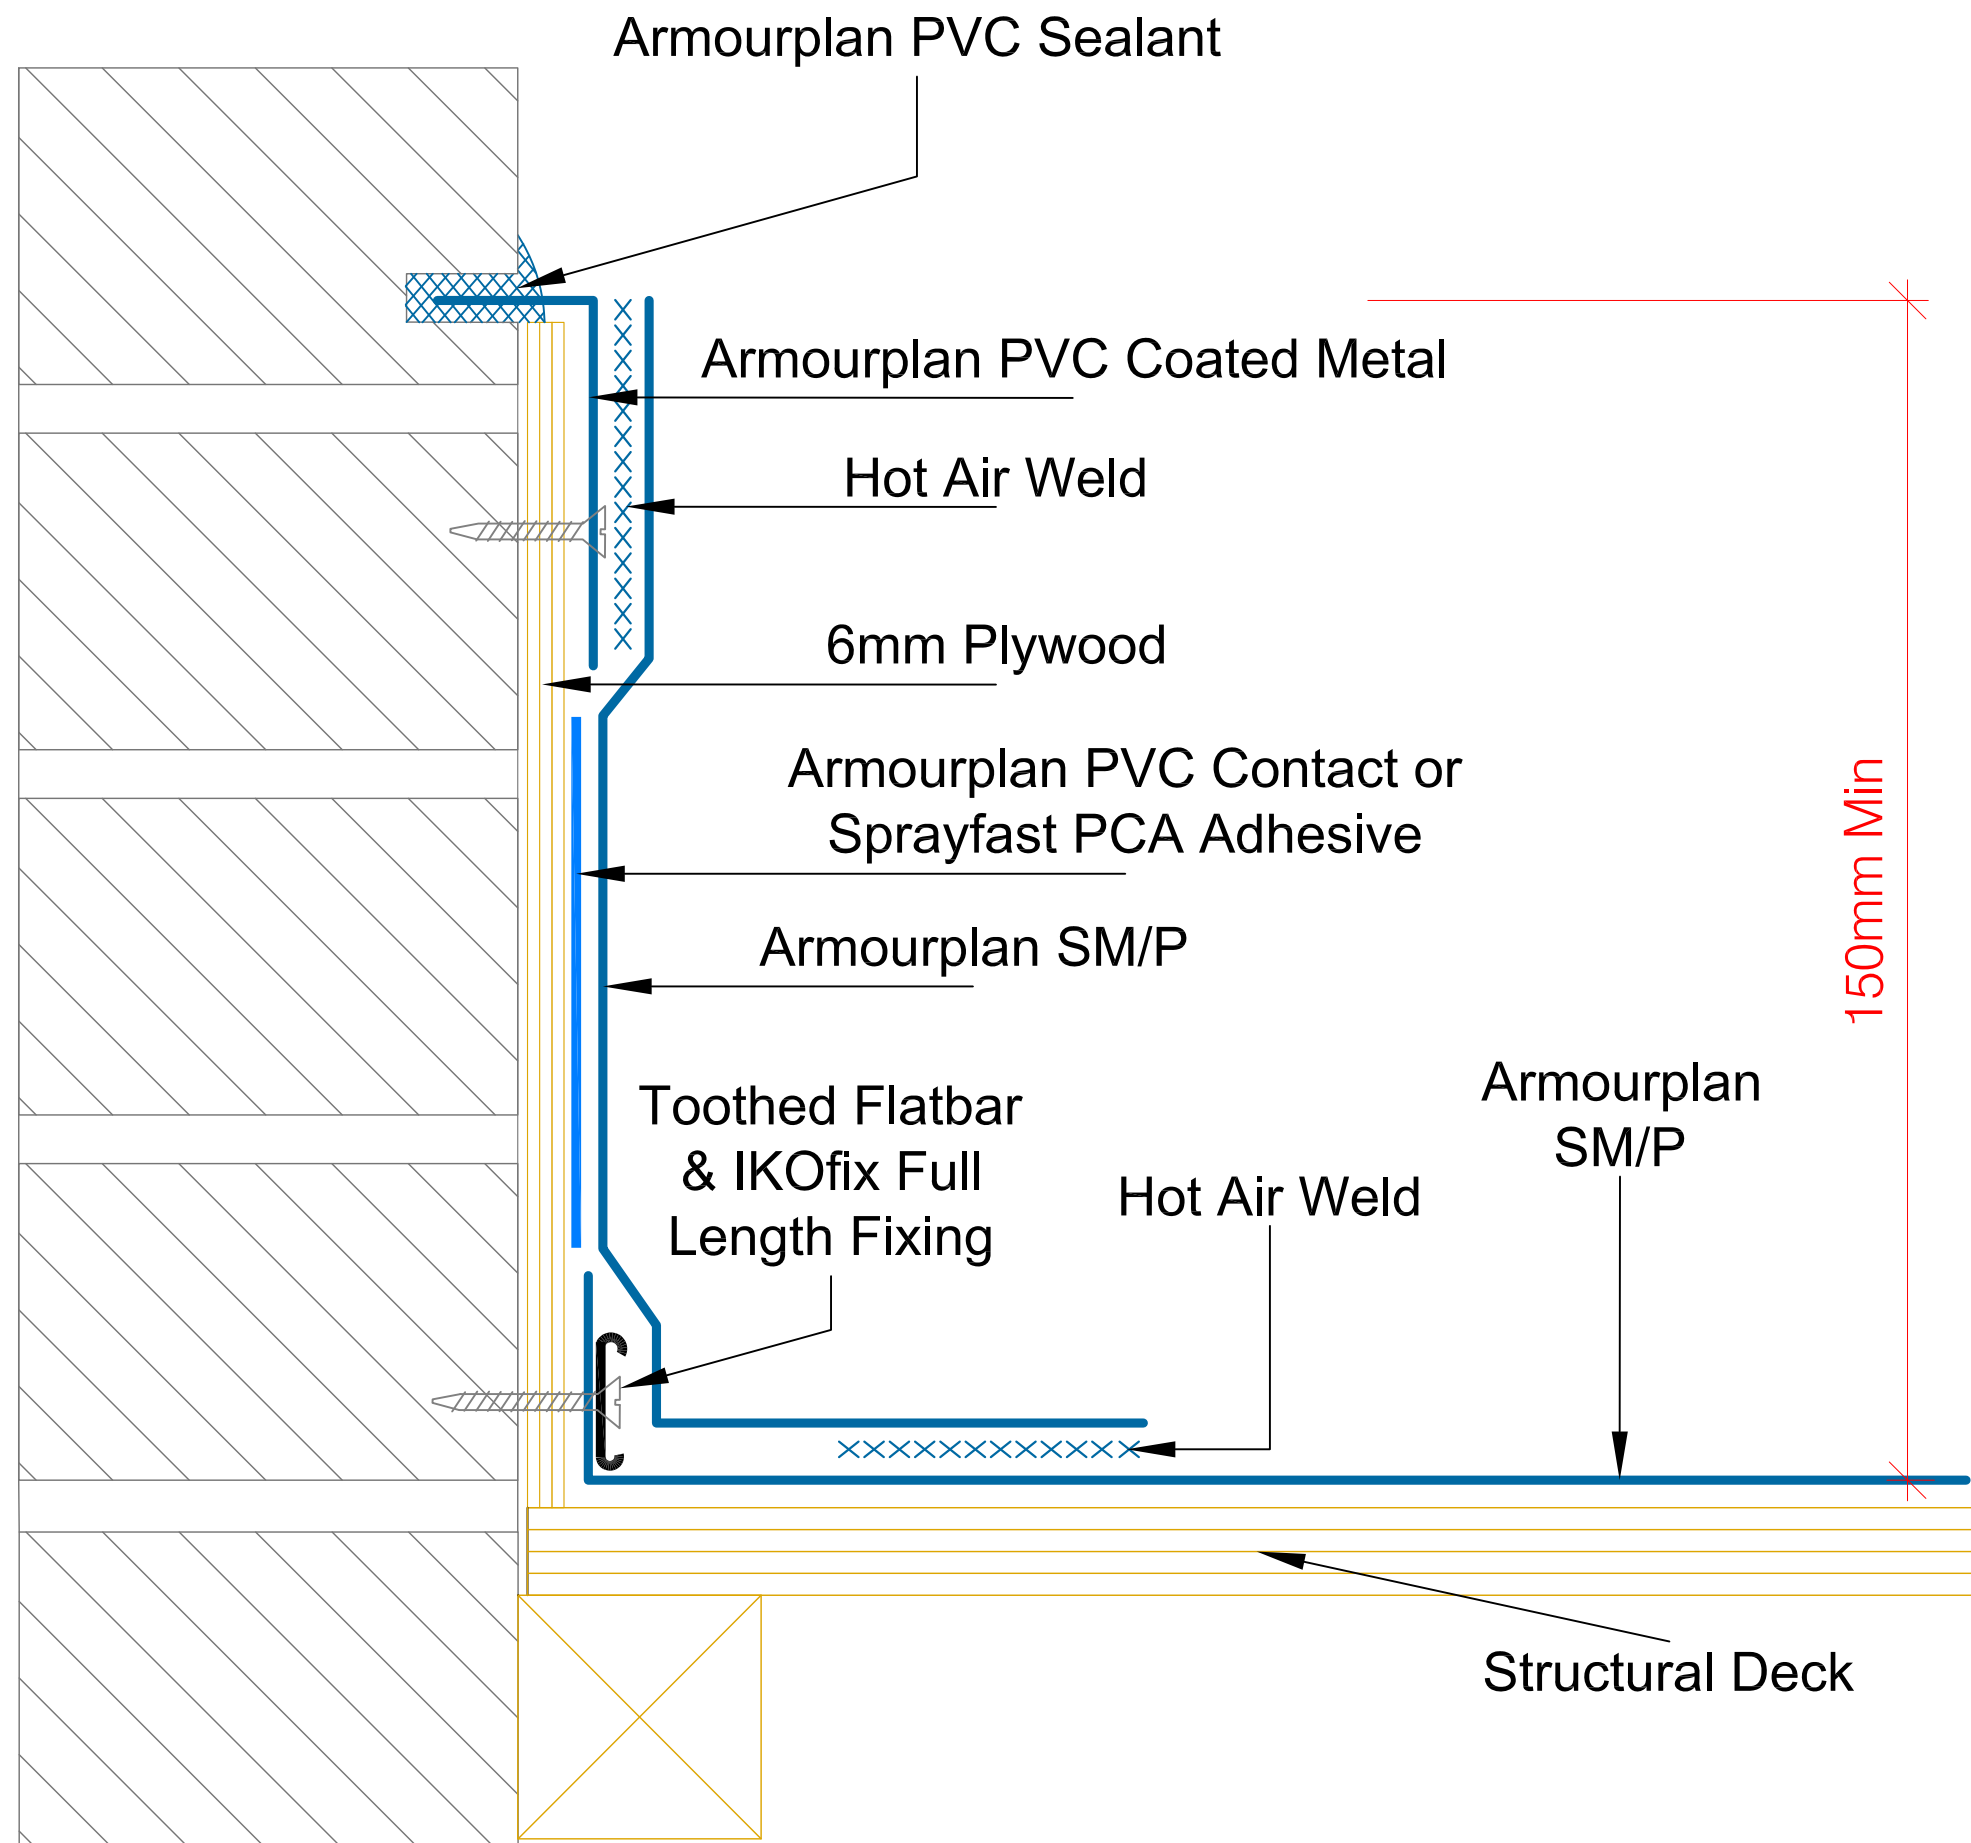 Armourplan PVC Sealant
Armourplan PVC Coated Metal
Hot Air Weld
6mm Plywood
Armourplan PVC Contact or
Sprayfast PCA Adhesive
Armourplan SM/P
150mm Min
Toothed Flatbar
& IKOfix Full
Length Fixing
Hot Air Weld
Armourplan
SM/P
Structural Deck